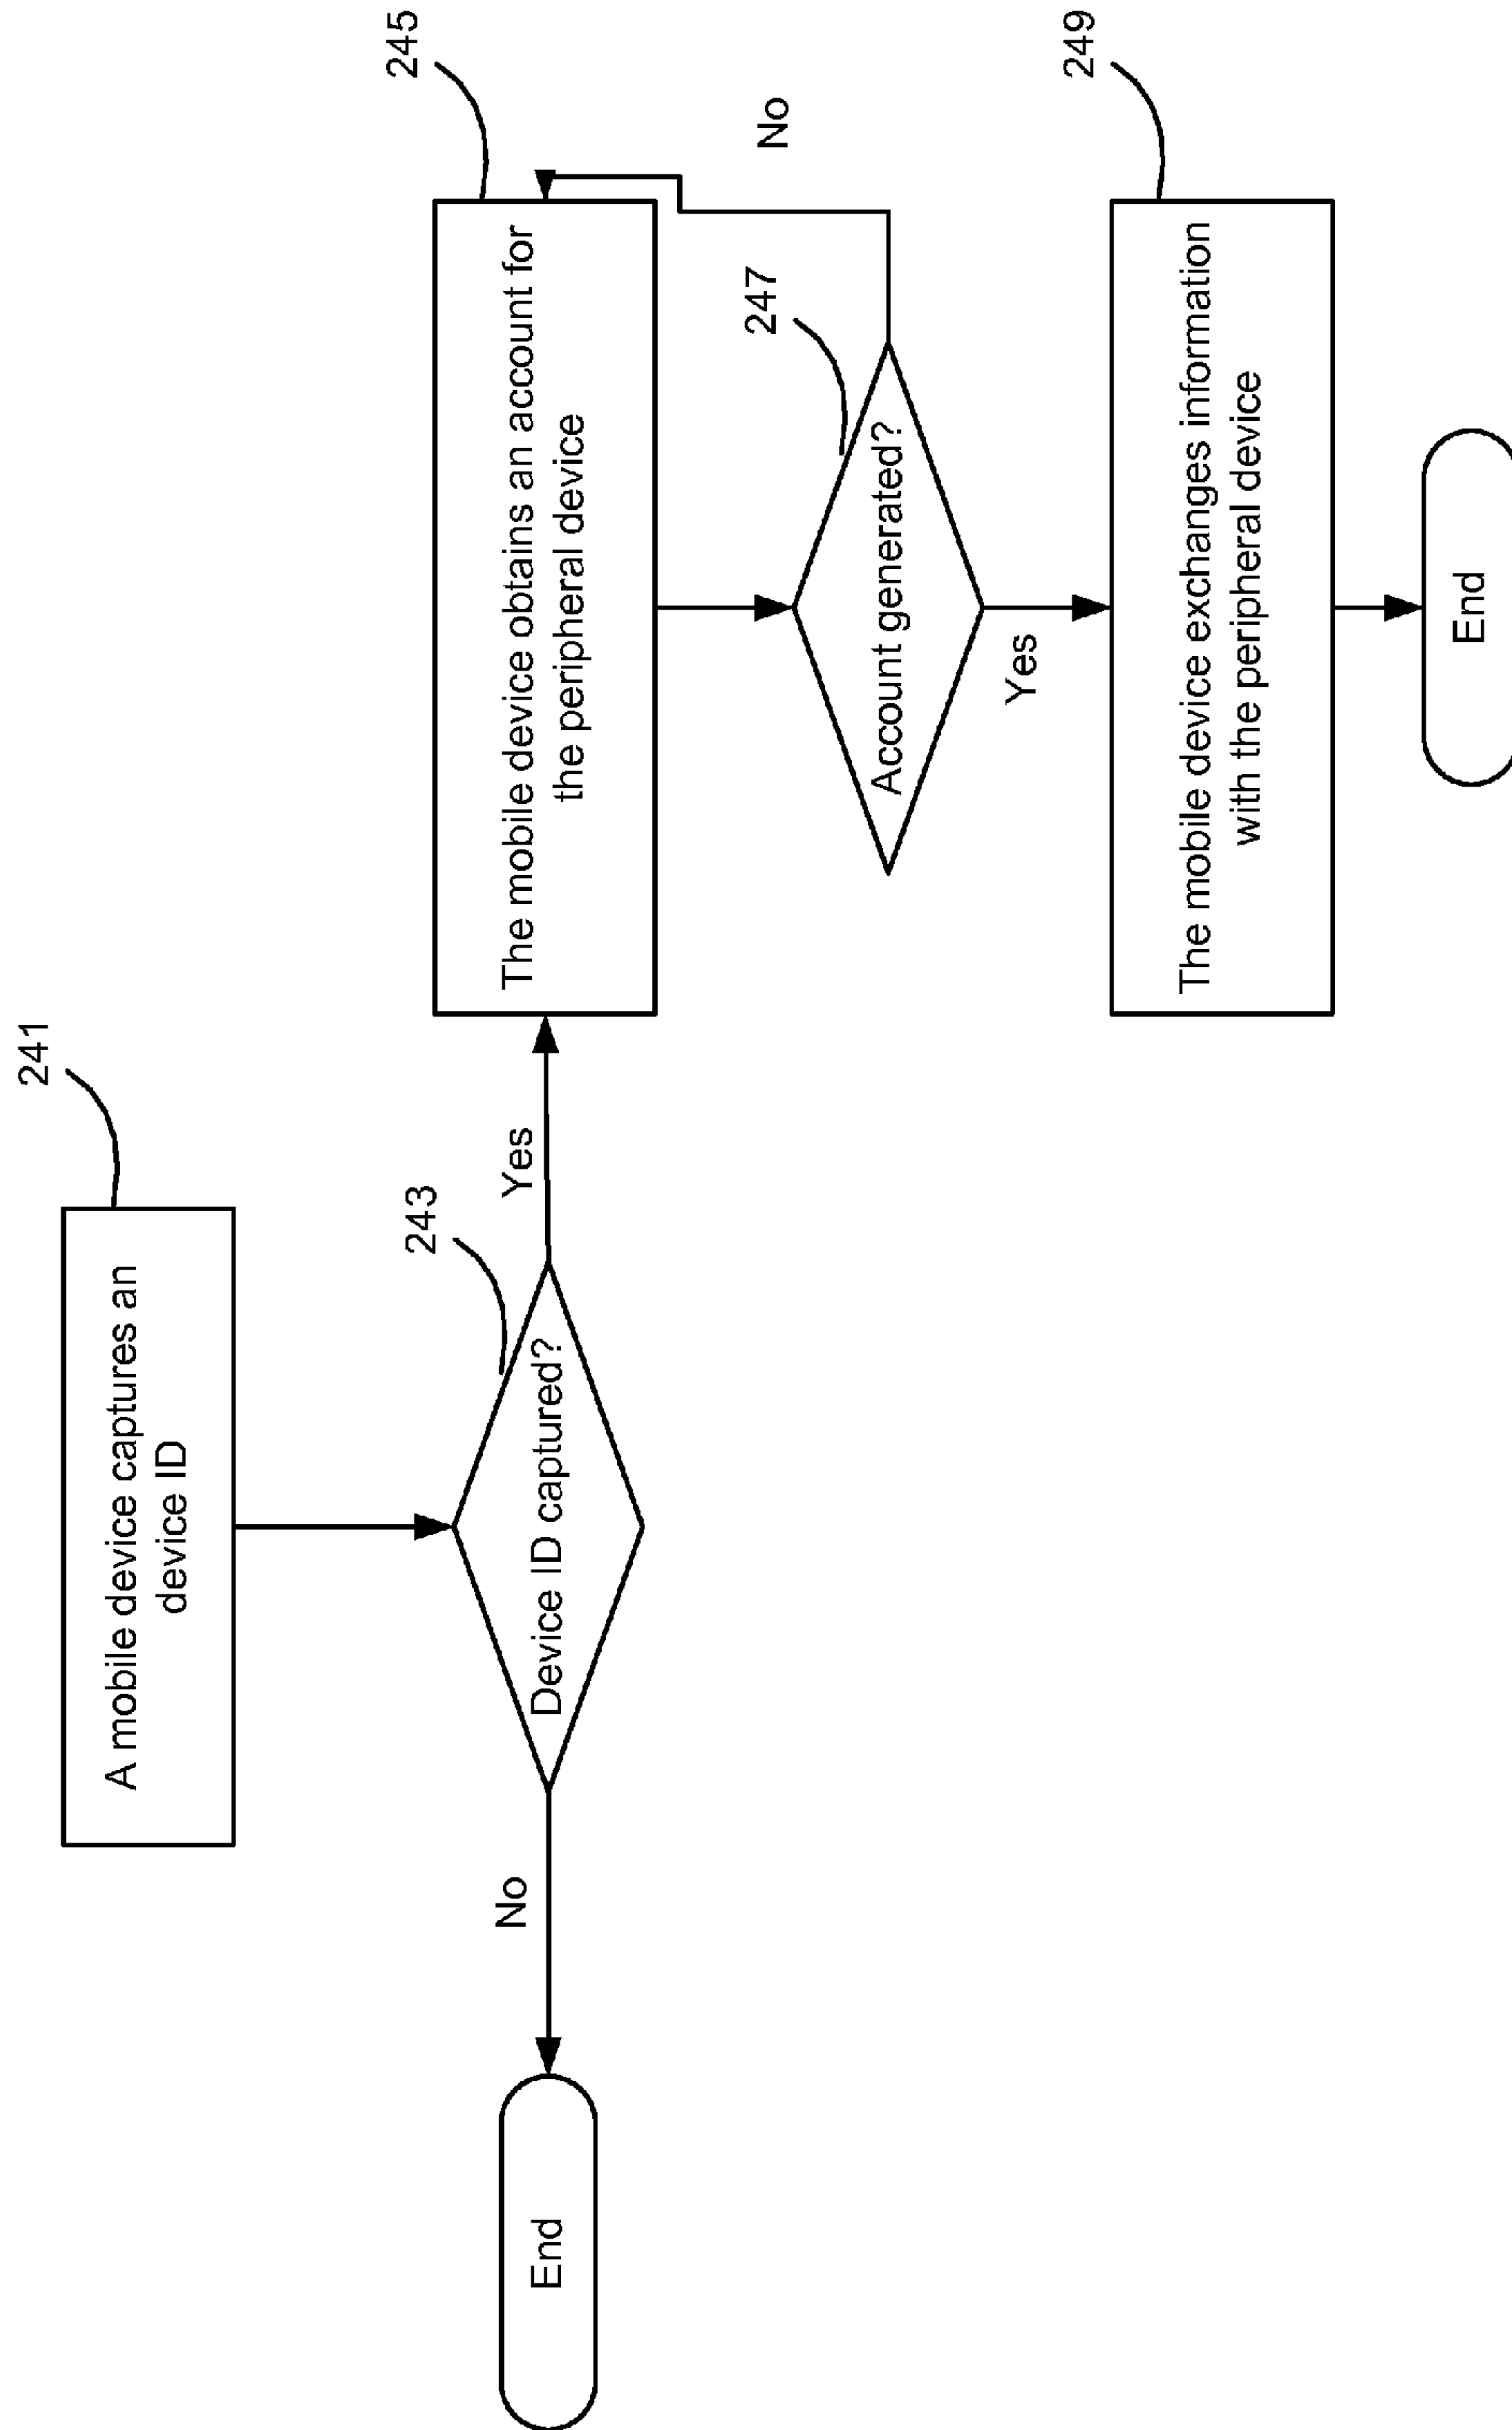 241
A mobile device captures an
device ID
243
Device ID captured?
No
End
Yes
245
The mobile device obtains an account for
the peripheral device
247
Account generated?
No
Yes
249
The mobile device exchanges information
with the peripheral device
End